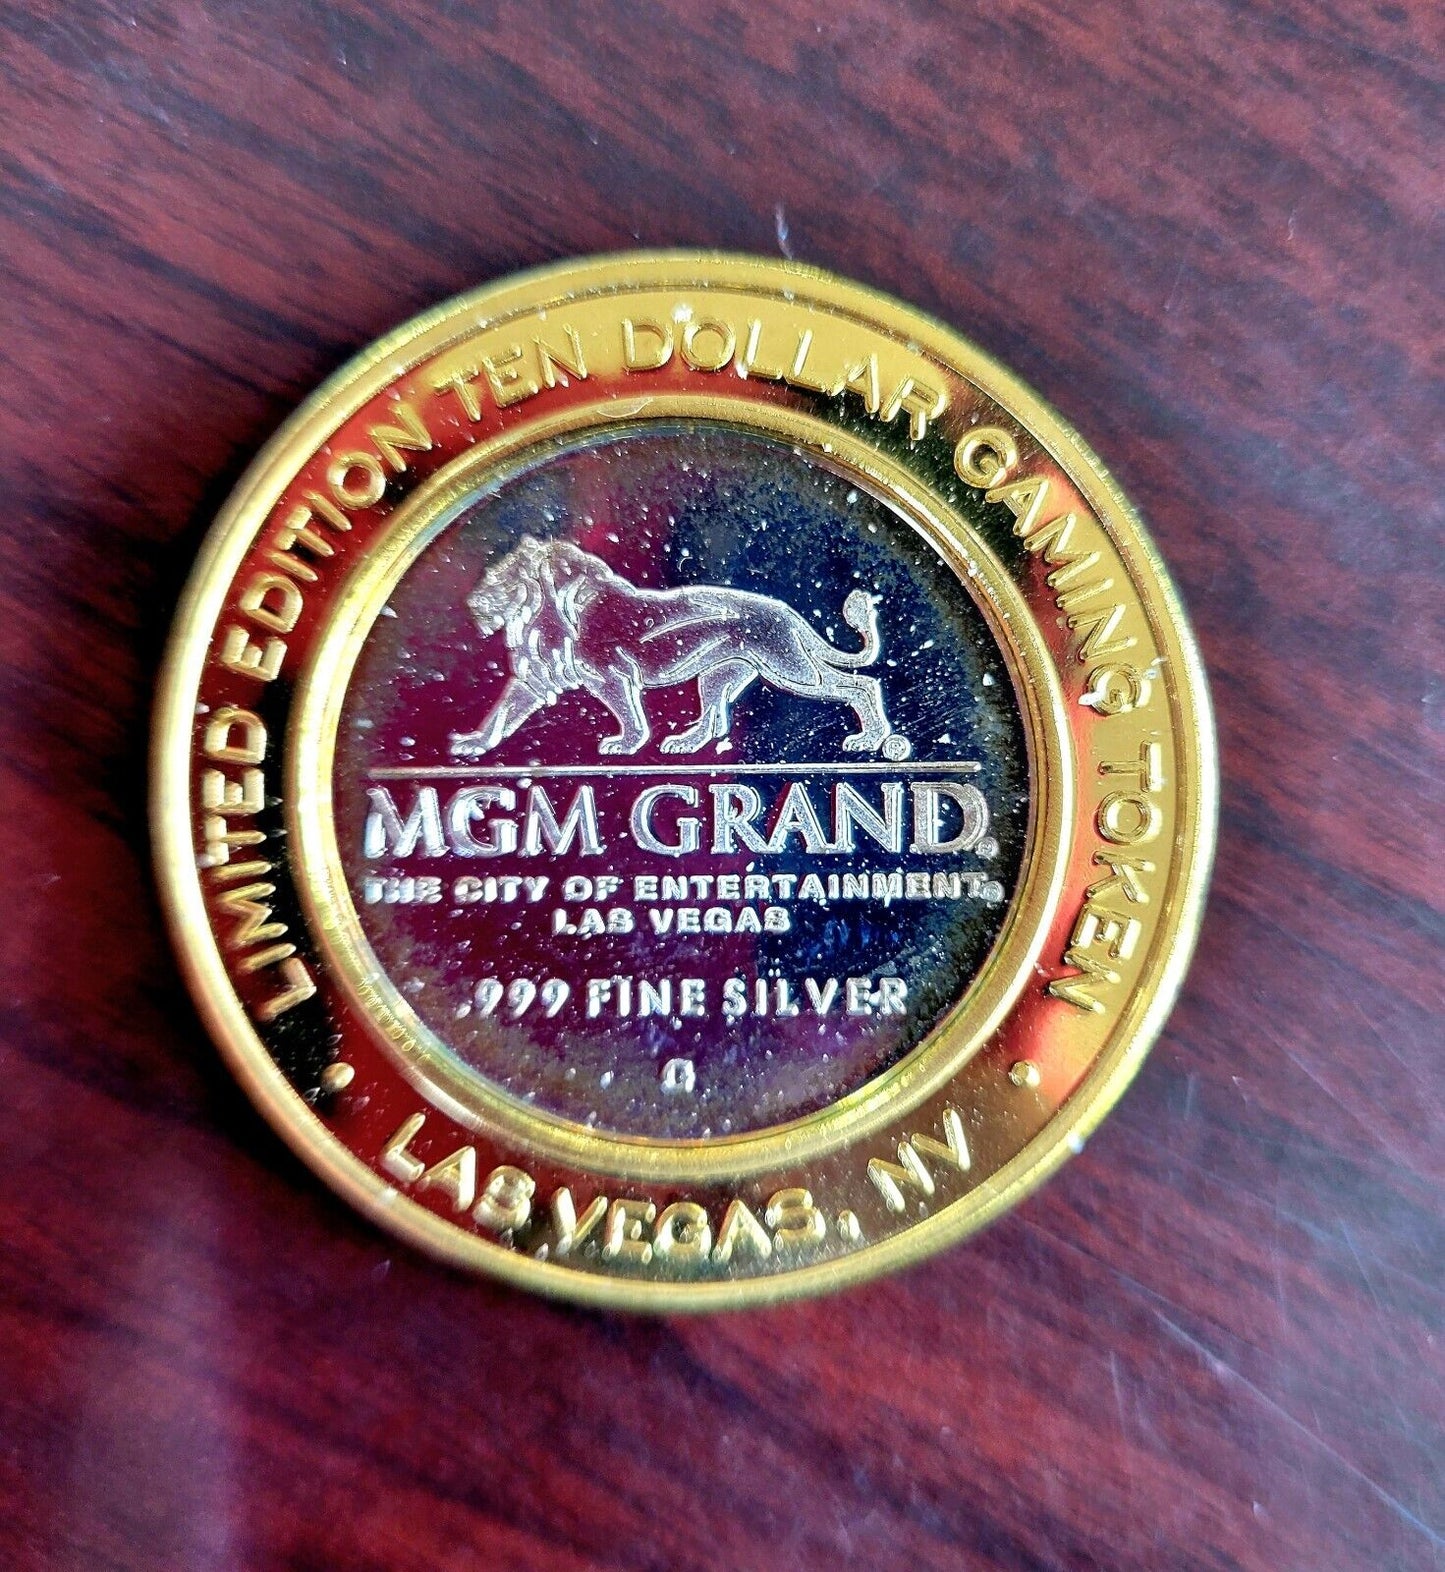 LIMITED EDITION TEN DOLLAR GAMING TOKEN
®
MGM GRAND®
THE CITY OF ENTERTAINMENT®
LAS VEGAS
.999 FINE SILVER
G
• LAS VEGAS, NV •